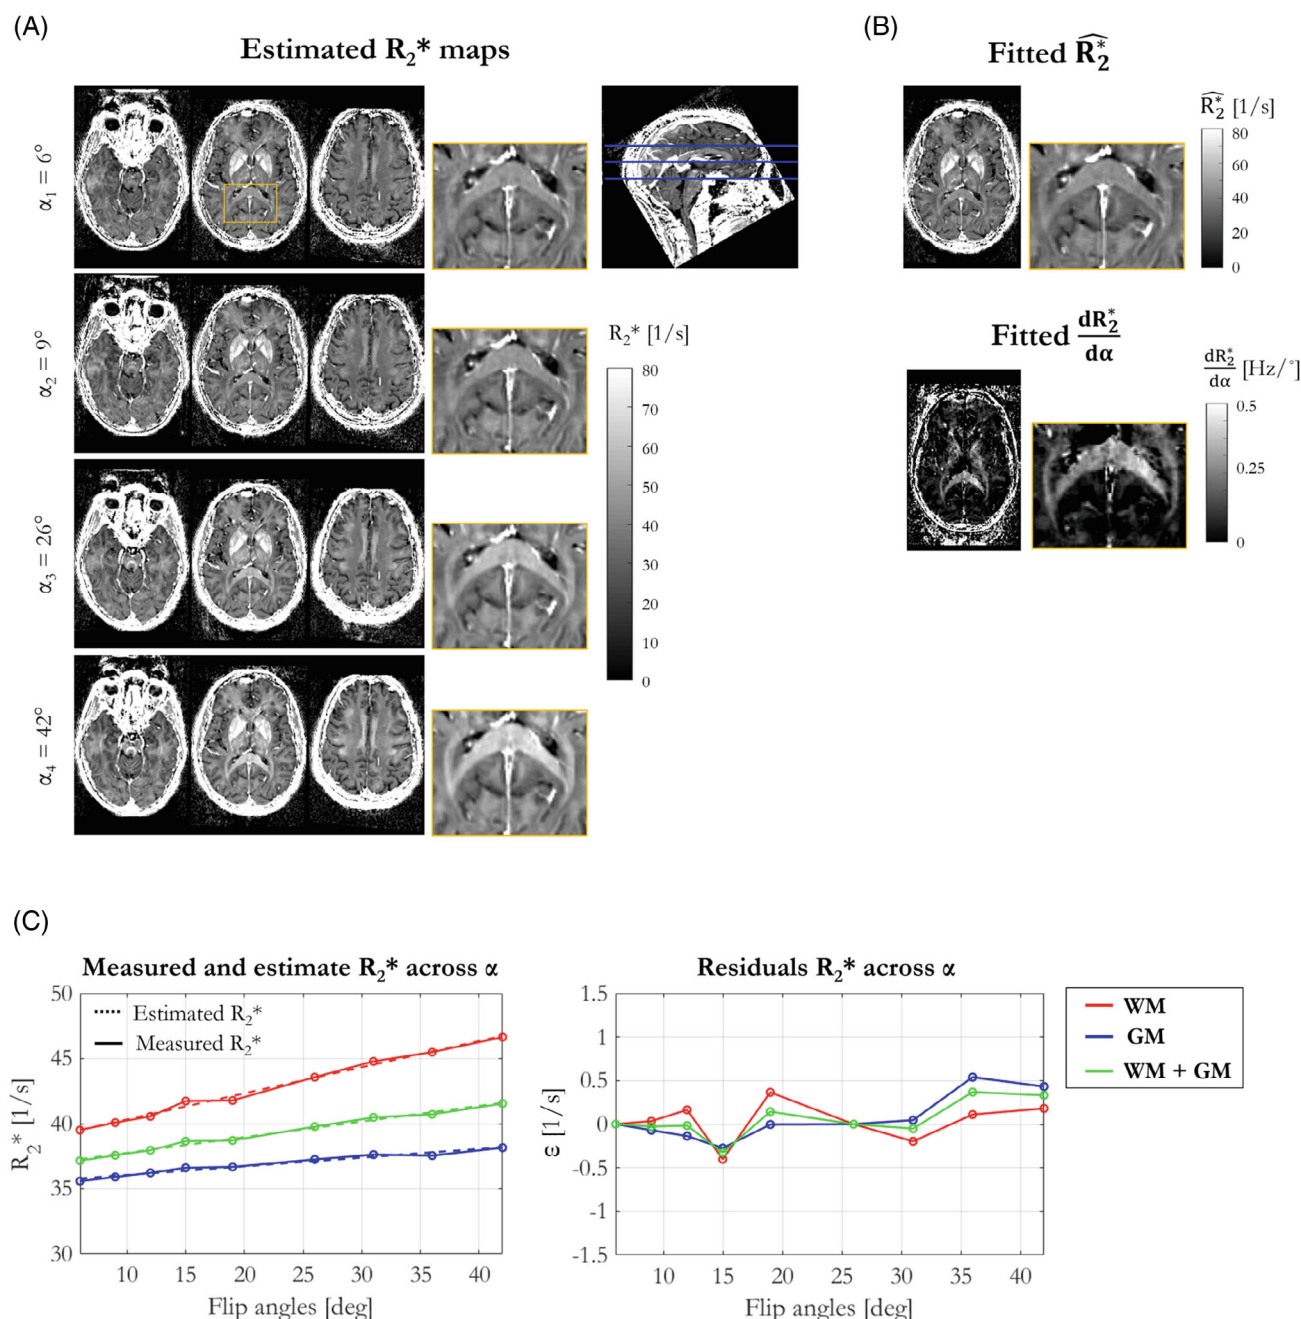 (A)
Estimated R₂* maps
α₁ = 6°
α₂ = 9°
α₃ = 26°
α₄ = 42°
R₂* [1/s]
80
70
60
50
40
30
20
10
0
(B)
Fitted R̂₂*
R̂₂* [1/s]
80
60
40
20
0
Fitted dR₂*/dα
dR₂*/dα [Hz/°]
0.5
0.25
0
(C)
Measured and estimate R₂* across α
Estimated R₂*
Measured R₂*
R₂* [1/s]
50
45
40
35
30
10 15 20 25 30 35 40
Flip angles [deg]
Residuals R₂* across α
ε [1/s]
1.5
1
0.5
0
-0.5
-1
-1.5
10 15 20 25 30 35 40
Flip angles [deg]
WM
GM
WM + GM